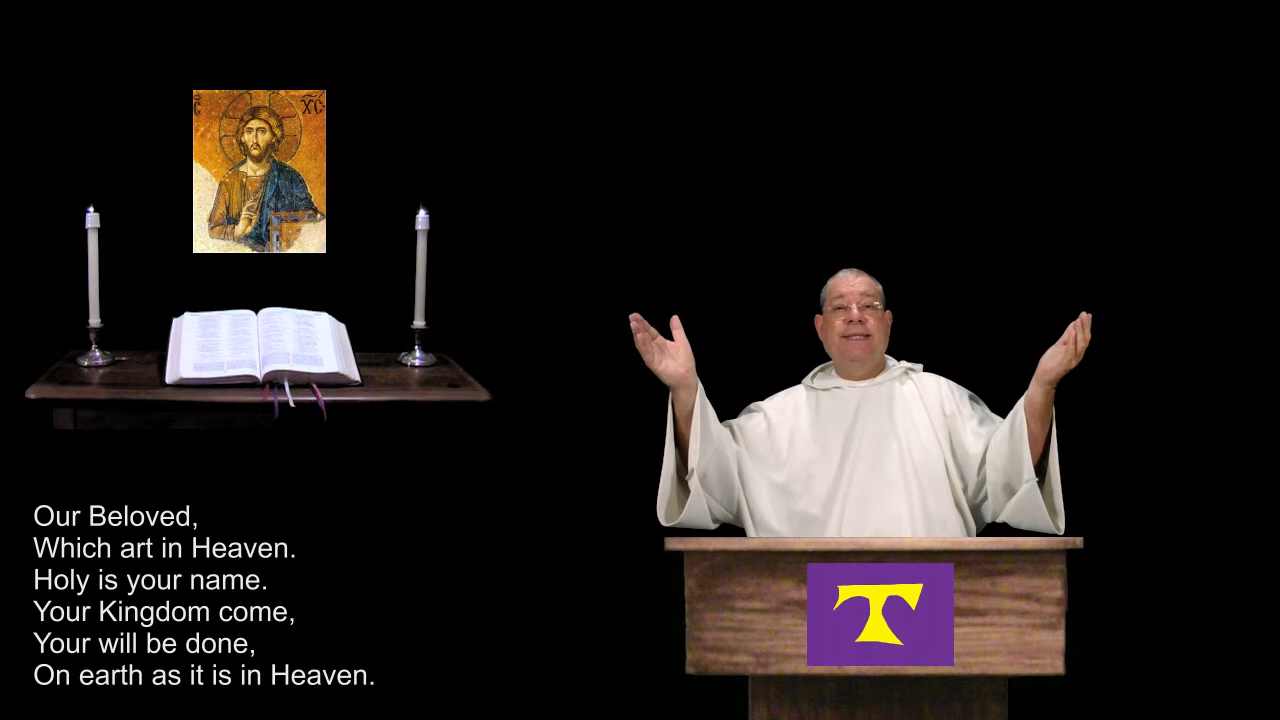 ΧC
Our Beloved,
Which art in Heaven.
Holy is your name.
Your Kingdom come,
Your will be done,
On earth as it is in Heaven.
T